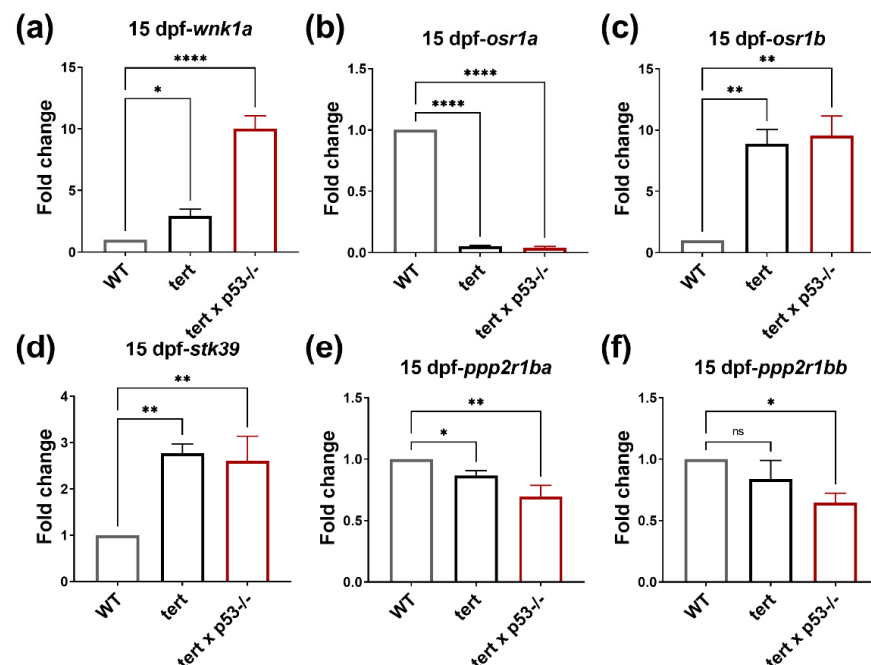 (a)
15 dpf-wnk1a
Fold change
15
10
5
0
****
*
WT
tert
tert x p53-/-
(b)
15 dpf-osr1a
Fold change
1.5
1.0
0.5
0.0
****
****
WT
tert
tert x p53-/-
(c)
15 dpf-osr1b
Fold change
15
10
5
0
**
**
WT
tert
tert x p53-/-
(d)
15 dpf-stk39
Fold change
4
3
2
1
0
**
**
WT
tert
tert x p53-/-
(e)
15 dpf-ppp2r1ba
Fold change
1.5
1.0
0.5
0.0
**
*
WT
tert
tert x p53-/-
(f)
15 dpf-ppp2r1bb
Fold change
1.5
1.0
0.5
0.0
*
ns
WT
tert
tert x p53-/-